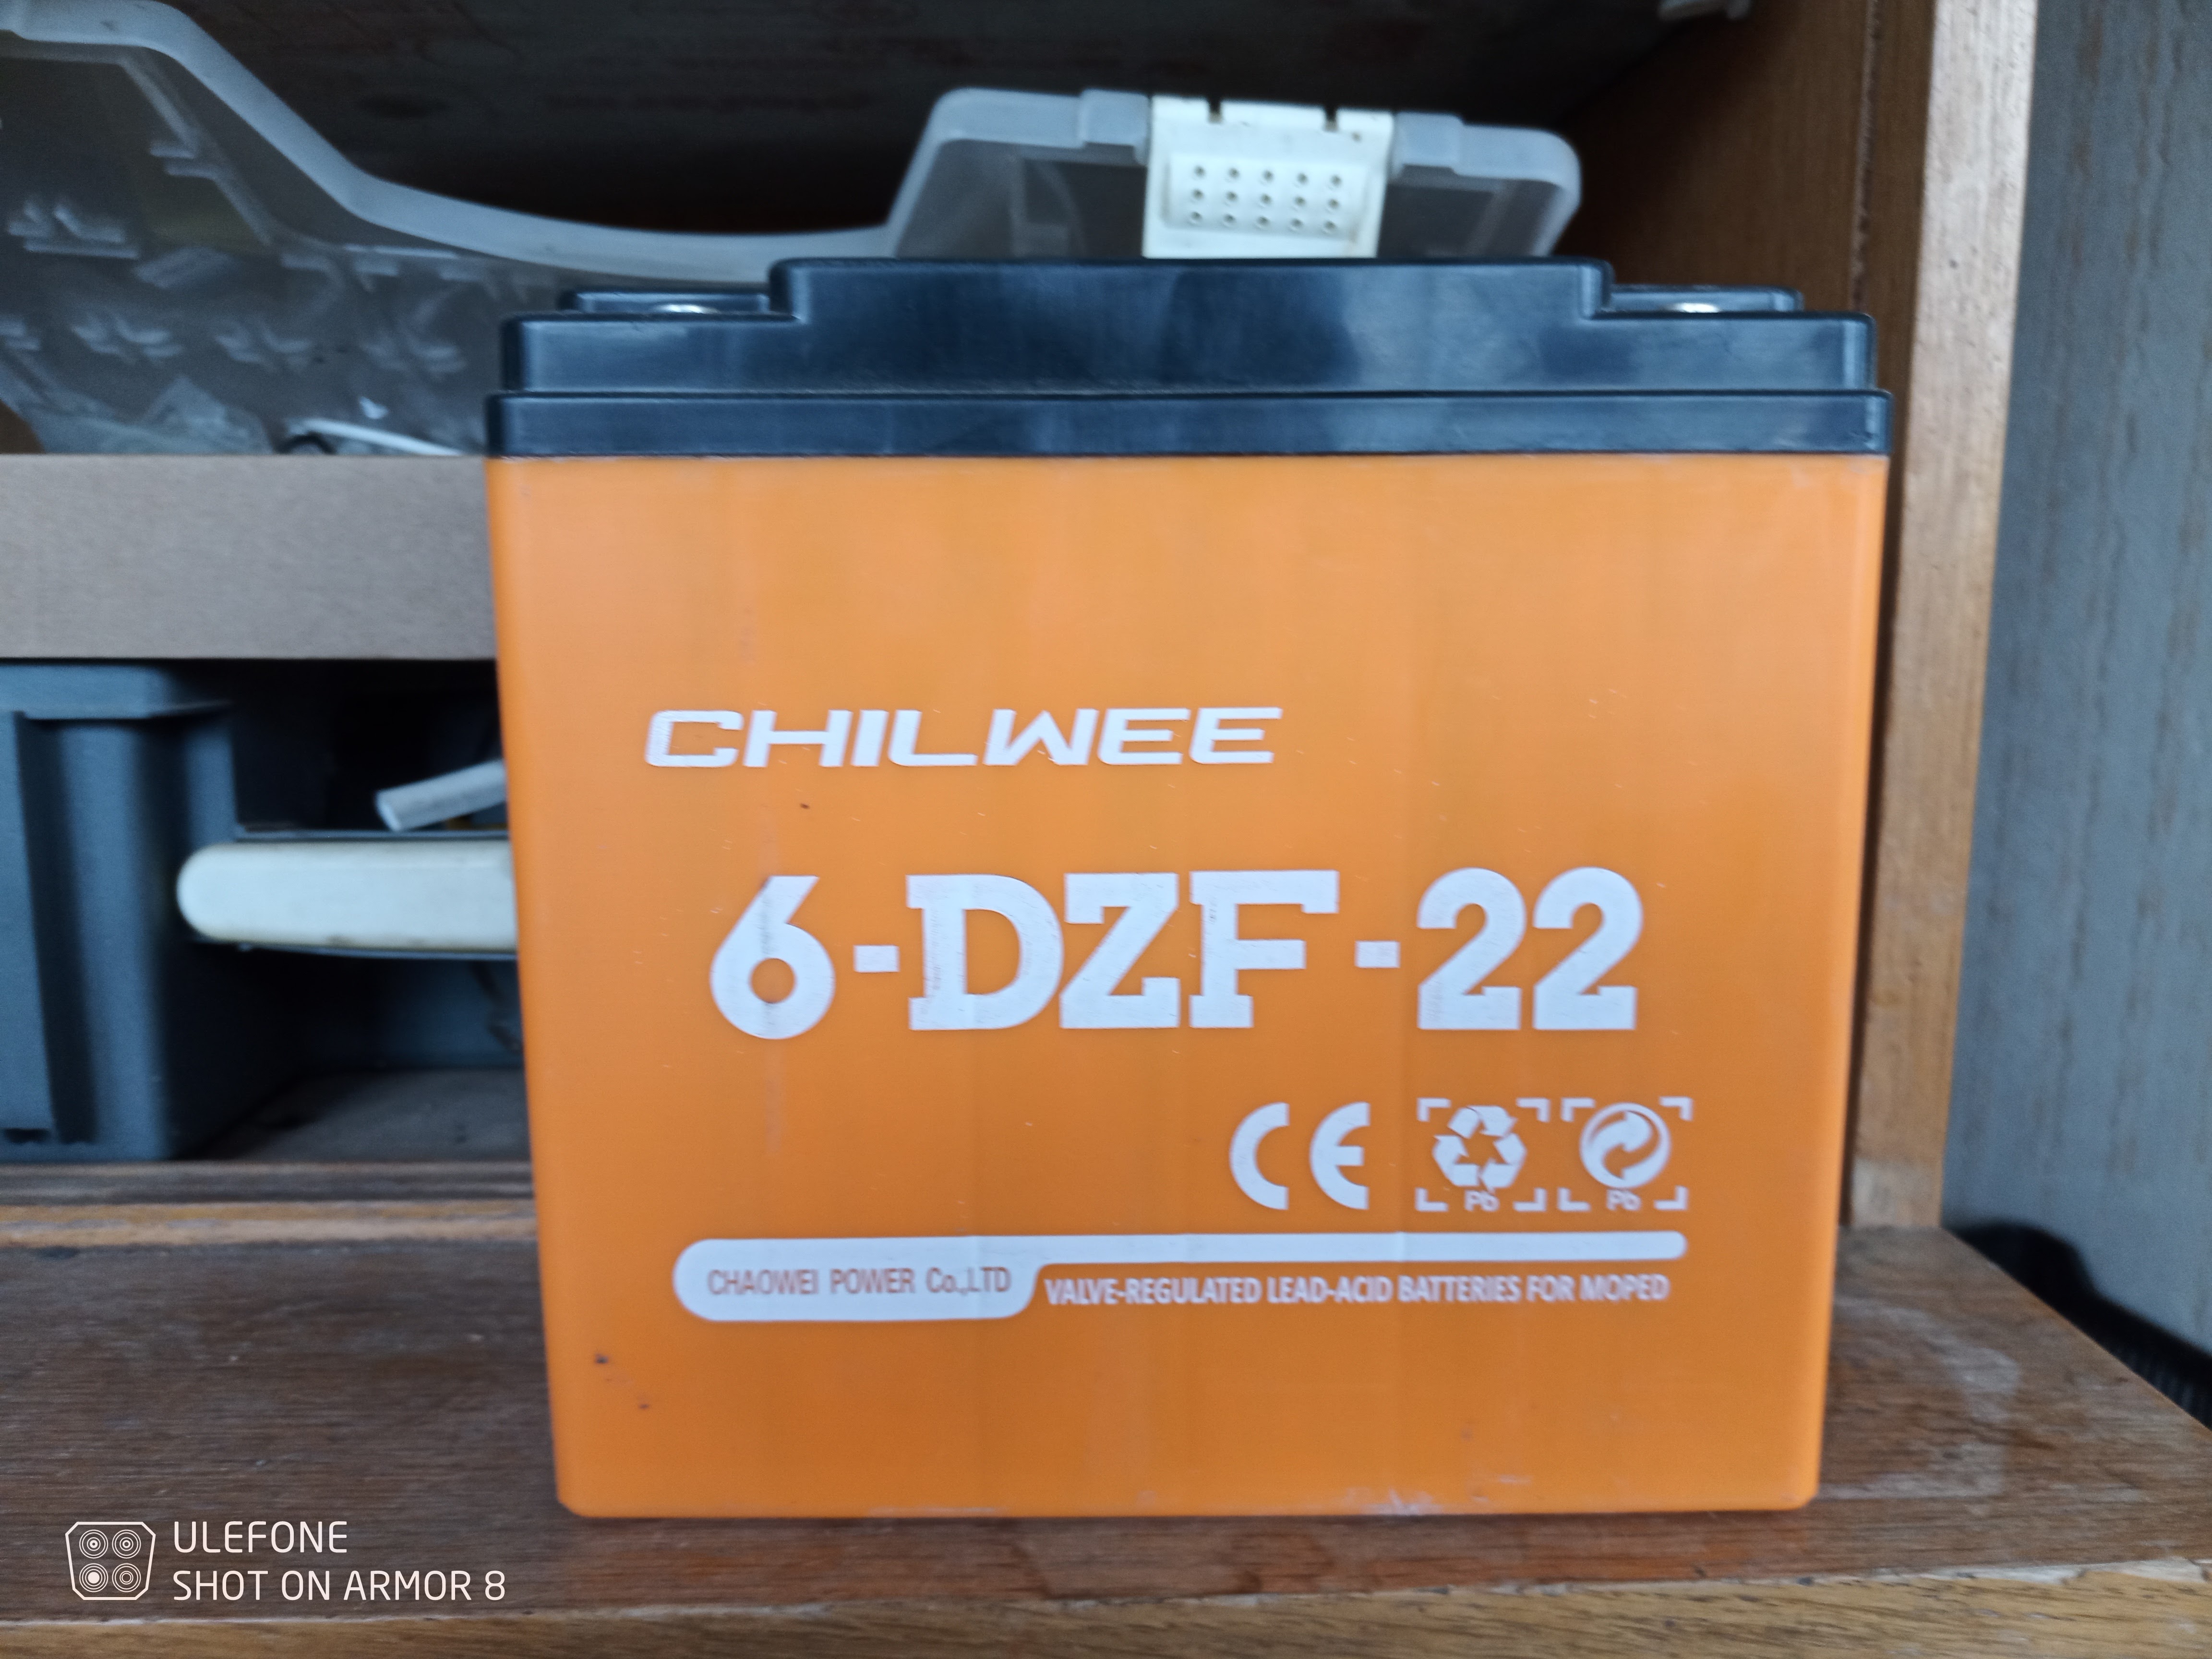 CHILWEE
6-DZF-22
CE
Pb Pb
CHAOWEI POWER Co.,LTD
VALVE-REGULATED LEAD-ACID BATTERIES FOR MOPED
ULEFONE
SHOT ON ARMOR 8